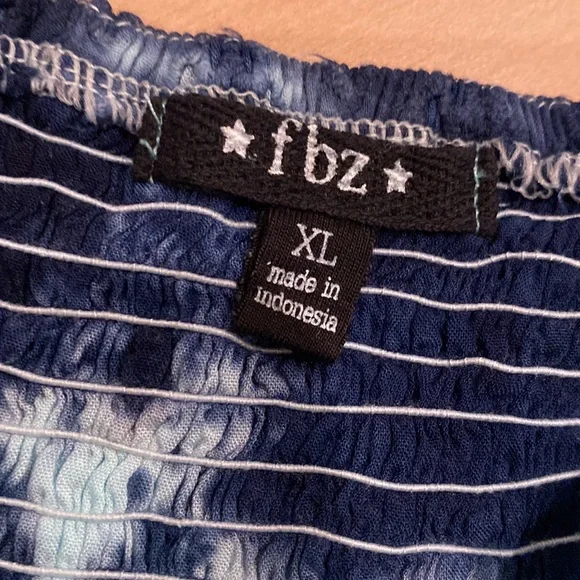 ★ fbz ★
XL
made in
Indonesia